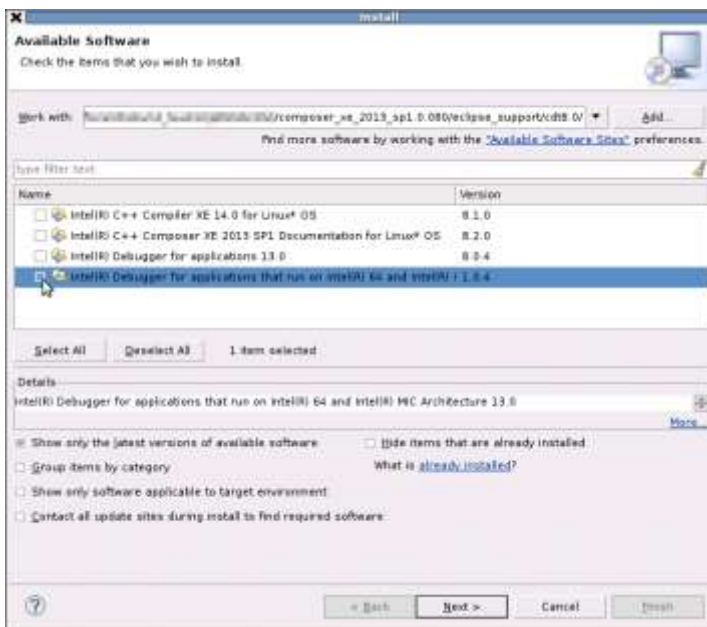 Install
Available Software
Check the items that you wish to install.
Work with: /composer_xe_2013_sp1.0.080/eclipse_support/cdt8.0/ Add...
Find more software by working with the "Available Software Sites" preferences.
type filter text
Name Version
Intel(R) C++ Compiler XE 14.0 for Linux* OS 8.1.0
Intel(R) C++ Composer XE 2013 SP1 Documentation for Linux* OS 8.2.0
Intel(R) Debugger for applications 13.0 8.0.4
Intel(R) Debugger for applications that run on Intel(R) 64 and Intel(R) 1.0.4
Select All Deselect All 1 item selected
Details
Intel(R) Debugger for applications that run on Intel(R) 64 and Intel(R) MIC Architecture 13.0
More...
Show only the latest versions of available software Hide items that are already installed
Group items by category What is already installed?
Show only software applicable to target environment
Contact all update sites during install to find required software
? < Back Next > Cancel Finish